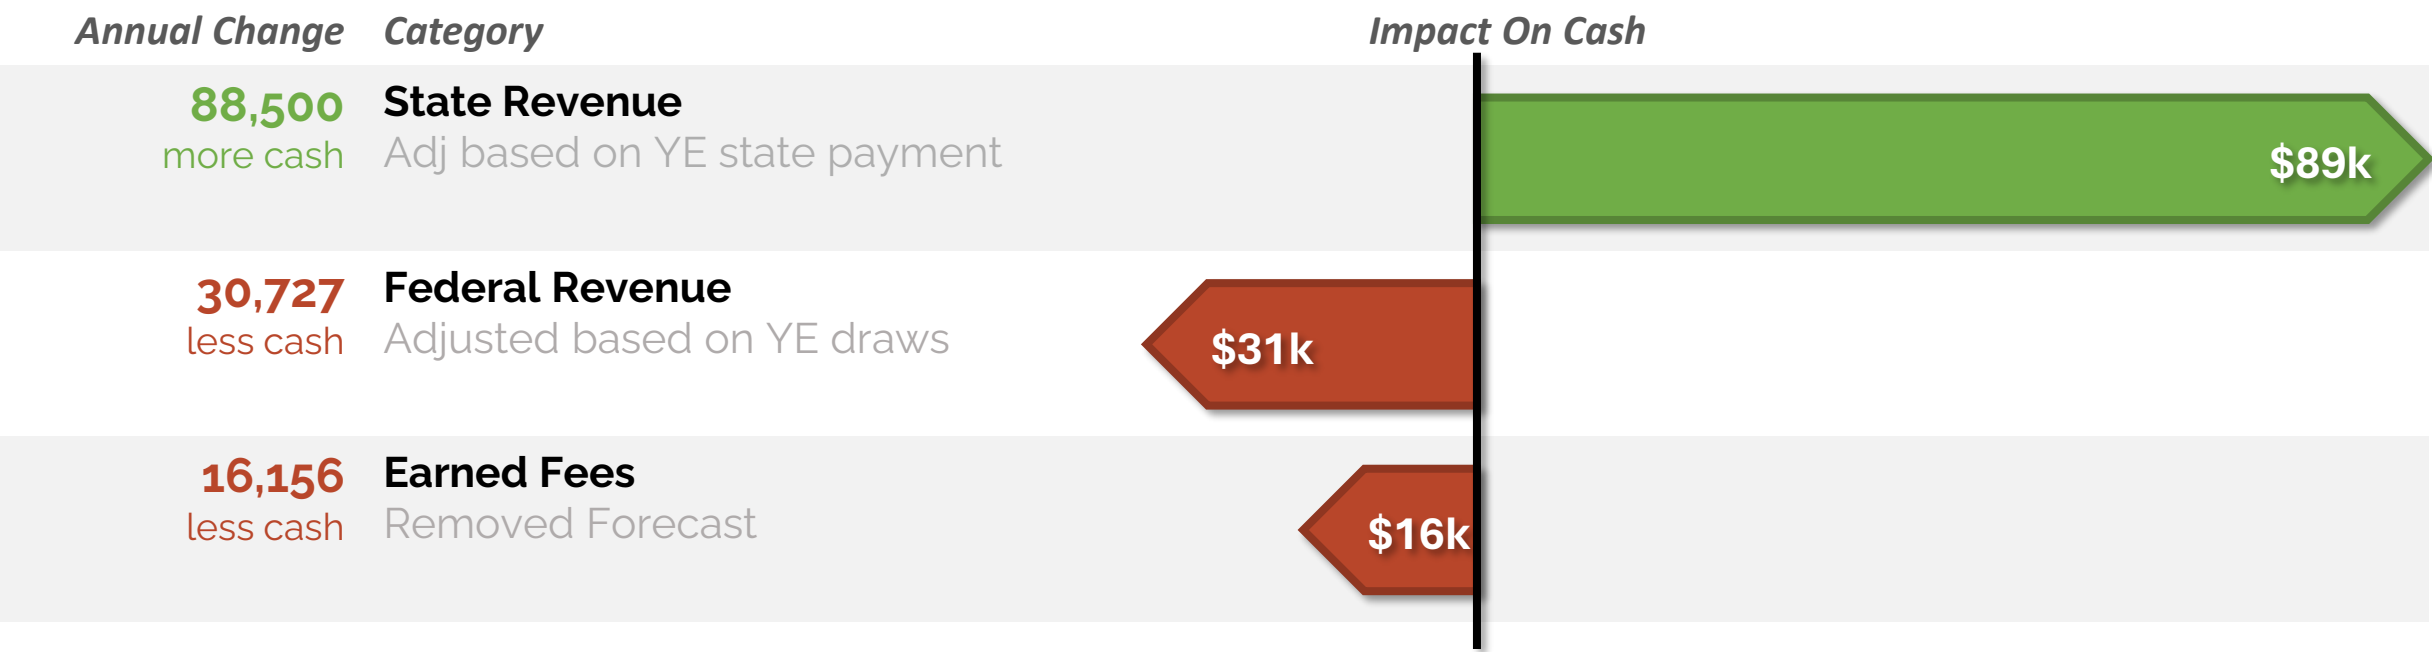 Annual Change Category Impact On Cash
88,500 State Revenue
more cash Adj based on YE state payment
$89k
30,727 Federal Revenue
less cash Adjusted based on YE draws
$31k
16,156 Earned Fees
less cash Removed Forecast
$16k